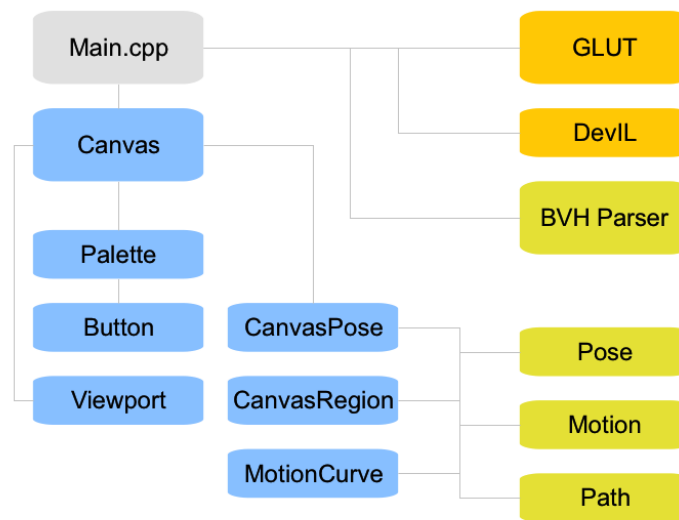 Main.cpp
GLUT
Canvas
DevIL
BVH Parser
Palette
Button
CanvasPose
Pose
Viewport
CanvasRegion
Motion
MotionCurve
Path